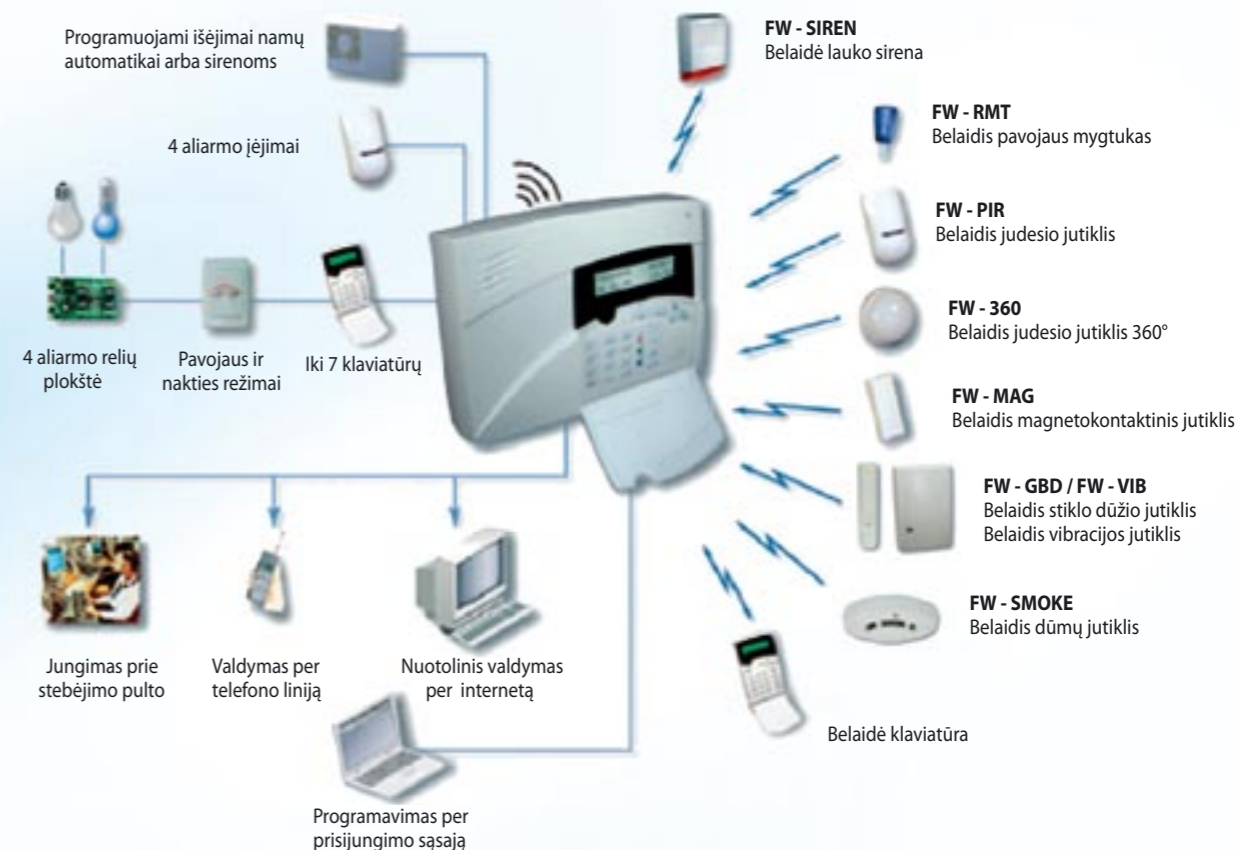 Programuojami išėjimai namų
automatikai arba sirenoms
4 aliarmo įėjimai
4 aliarmo relių
plokštė
Pavojaus ir
nakties režimai
Iki 7 klaviatūrų
FW - SIREN
Belaidė lauko sirena
FW - RMT
Belaidis pavojaus mygtukas
FW - PIR
Belaidis judesio jutiklis
FW - 360
Belaidis judesio jutiklis 360°
FW - MAG
Belaidis magnetokontaktinis jutiklis
FW - GBD / FW - VIB
Belaidis stiklo dūžio jutiklis
Belaidis vibracijos jutiklis
FW - SMOKE
Belaidis dūmų jutiklis
Belaidė klaviatūra
Jungimas prie
stebėjimo pulto
Valdymas per
telefono liniją
Nuotolinis valdymas
per internetą
Programavimas per
prisijungimo sąsają